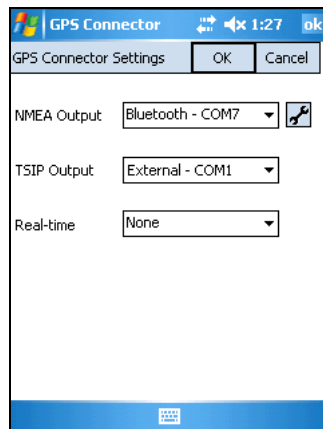 GPS Connector 1:27 ok
GPS Connector Settings OK Cancel
NMEA Output Bluetooth - COM7
TSIP Output External - COM1
Real-time None